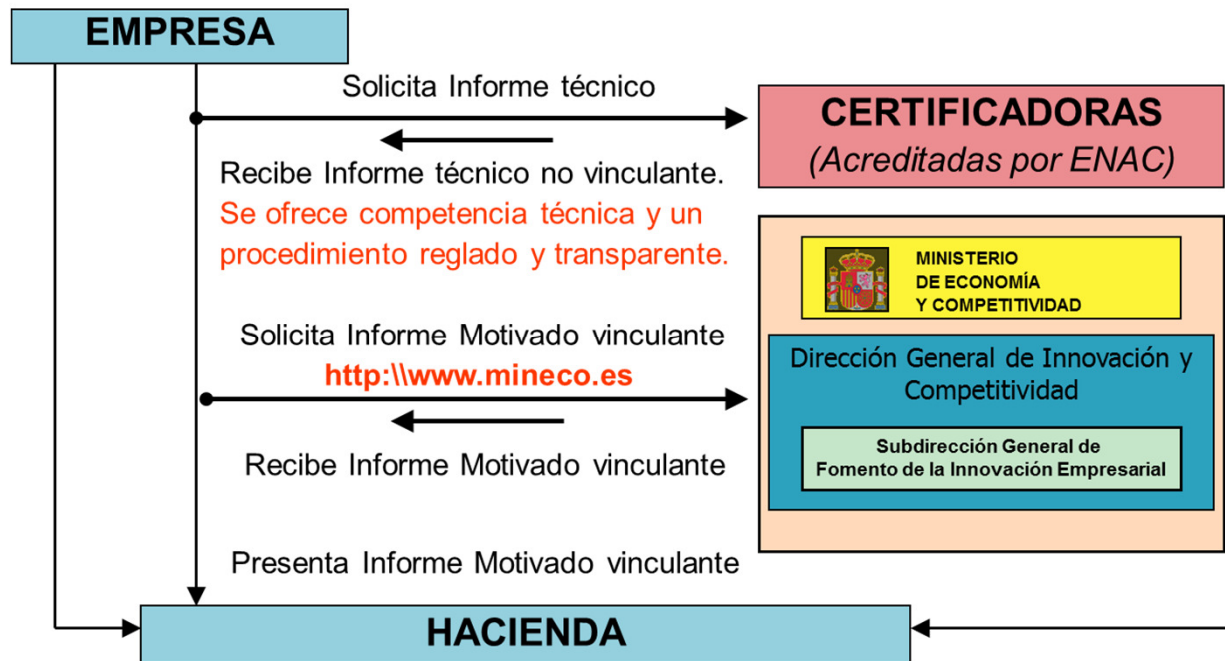 EMPRESA
Solicita Informe técnico
CERTIFICADORAS
(Acreditadas por ENAC)
Recibe Informe técnico no vinculante.
Se ofrece competencia técnica y un
procedimiento reglado y transparente.
MINISTERIO
DE ECONOMÍA
Y COMPETITIVIDAD
Solicita Informe Motivado vinculante
http:\\www.mineco.es
Dirección General de Innovación y
Competitividad
Subdirección General de
Fomento de la Innovación Empresarial
Recibe Informe Motivado vinculante
Presenta Informe Motivado vinculante
HACIENDA